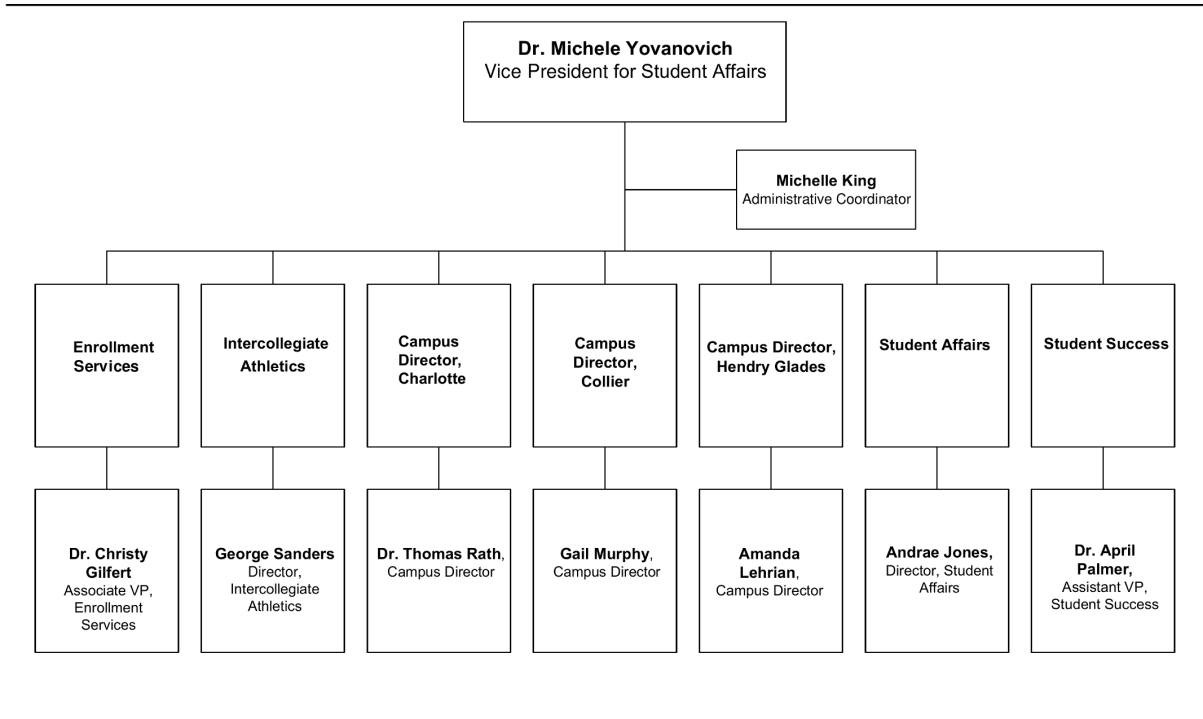 Dr. Michele Yovanovich
Vice President for Student Affairs
Michelle King
Administrative Coordinator
Enrollment
Services
Intercollegiate
Athletics
Campus
Director,
Charlotte
Campus
Director,
Collier
Campus Director,
Hendry Glades
Student Affairs
Student Success
Dr. Christy
Gilfert
Associate VP,
Enrollment
Services
George Sanders
Director,
Intercollegiate
Athletics
Dr. Thomas Rath,
Campus Director
Gail Murphy,
Campus Director
Amanda
Lehrian,
Campus Director
Andrae Jones,
Director, Student
Affairs
Dr. April
Palmer,
Assistant VP,
Student Success